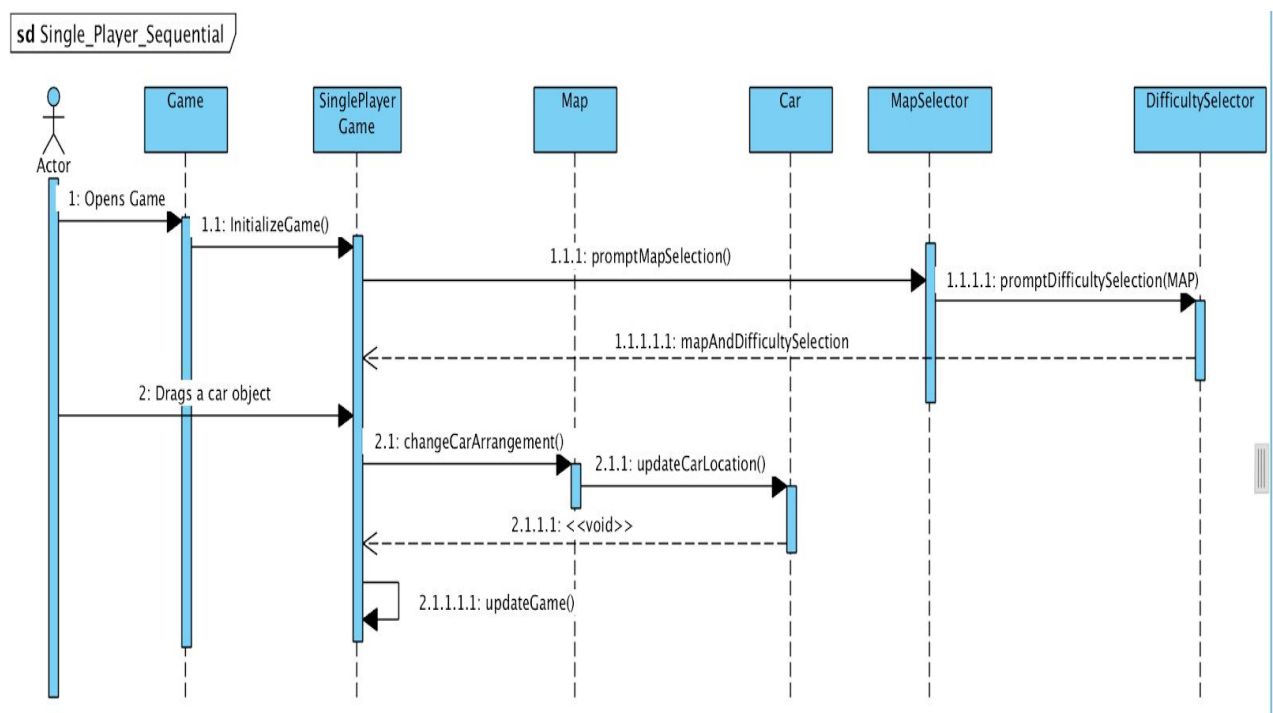 sd Single_Player_Sequential
Actor
Game
SinglePlayer
Game
Map
Car
MapSelector
DifficultySelector
1: Opens Game
1.1: InitializeGame()
1.1.1: promptMapSelection()
1.1.1.1: promptDifficultySelection(MAP)
1.1.1.1.1: mapAndDifficultySelection
2: Drags a car object
2.1: changeCarArrangement()
2.1.1: updateCarLocation()
2.1.1.1: <<void>>
2.1.1.1.1: updateGame()